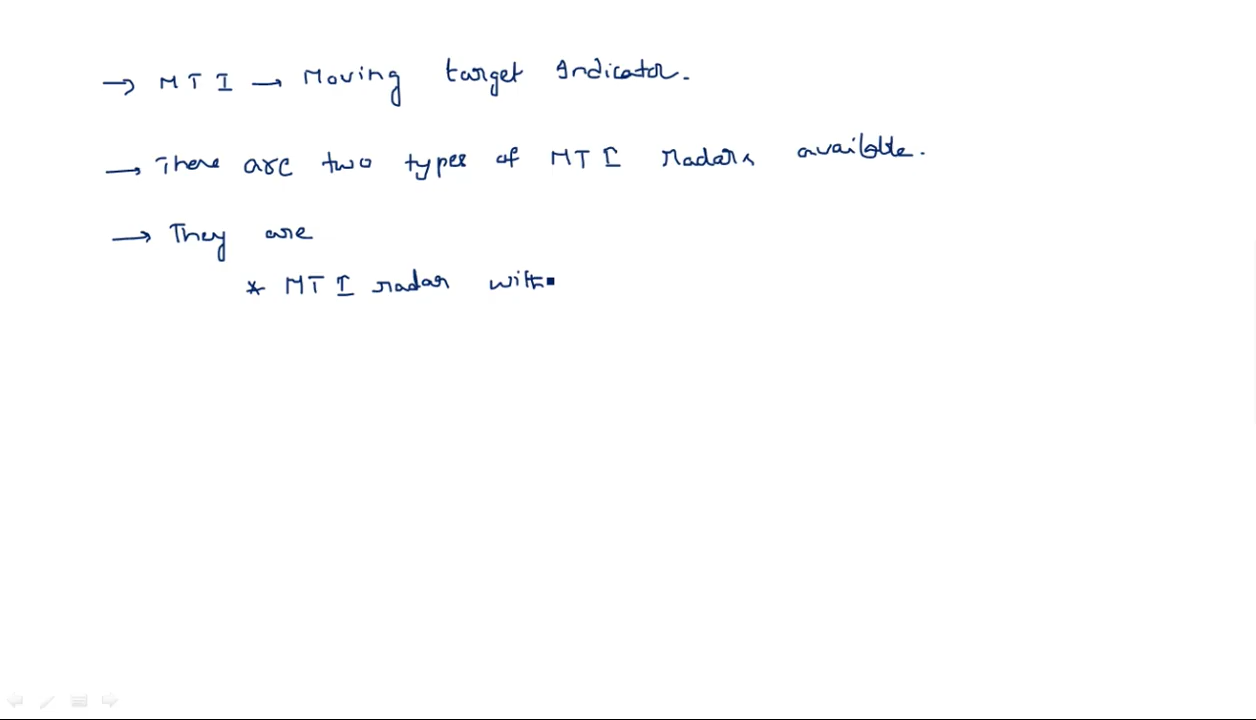 → MTI → Moving target Indicator.
→ There are two types of MTI radars available.
→ They are
* MTI radar with